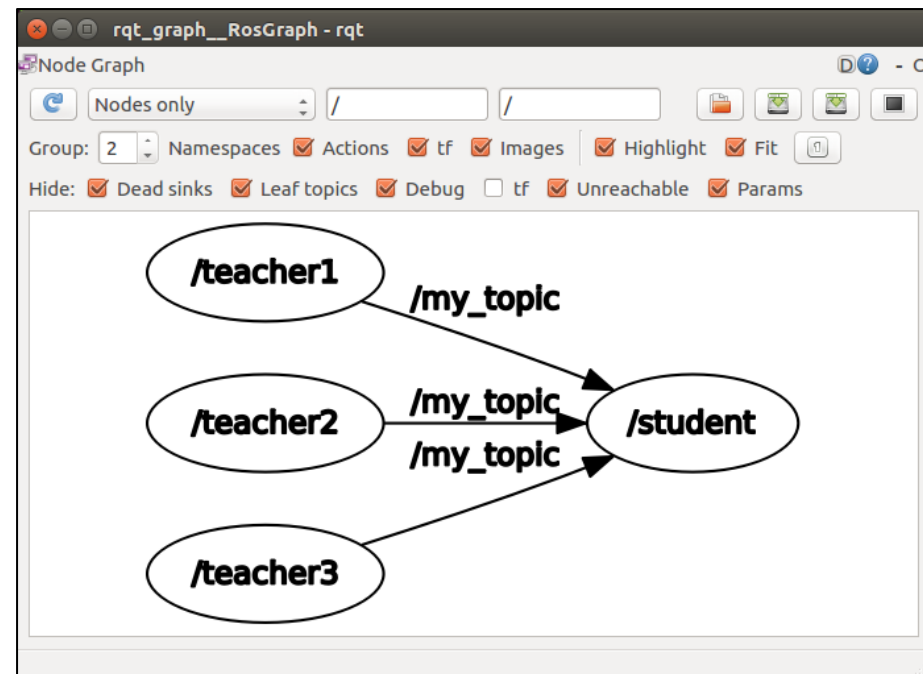 rqt_graph__RosGraph - rqt
Node Graph D ? - C
Nodes only / /
Group: 2 Namespaces Actions tf Images Highlight Fit
Hide: Dead sinks Leaf topics Debug tf Unreachable Params
/teacher1
/my_topic
/teacher2
/my_topic
/student
/my_topic
/teacher3